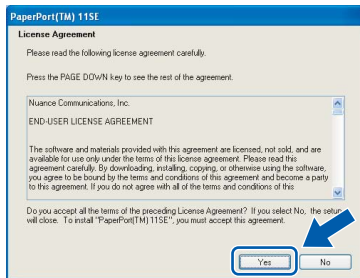 PaperPort(TM) 11SE
License Agreement
Please read the following license agreement carefully.
Press the PAGE DOWN key to see the rest of the agreement.
Nuance Communications, Inc.
END-USER LICENSE AGREEMENT
The software and materials provided with this agreement are licensed, not sold, and are
available for use only under the terms of this license agreement. Please read this
agreement carefully. By downloading, installing, copying, or otherwise using the software,
you agree to be bound by the terms and conditions of this agreement and become a party
to this agreement. If you do not agree with all of the terms and conditions of this
Do you accept all the terms of the preceding License Agreement? If you select No, the setup
will close. To install "PaperPort(TM) 11SE", you must accept this agreement.
Yes
No